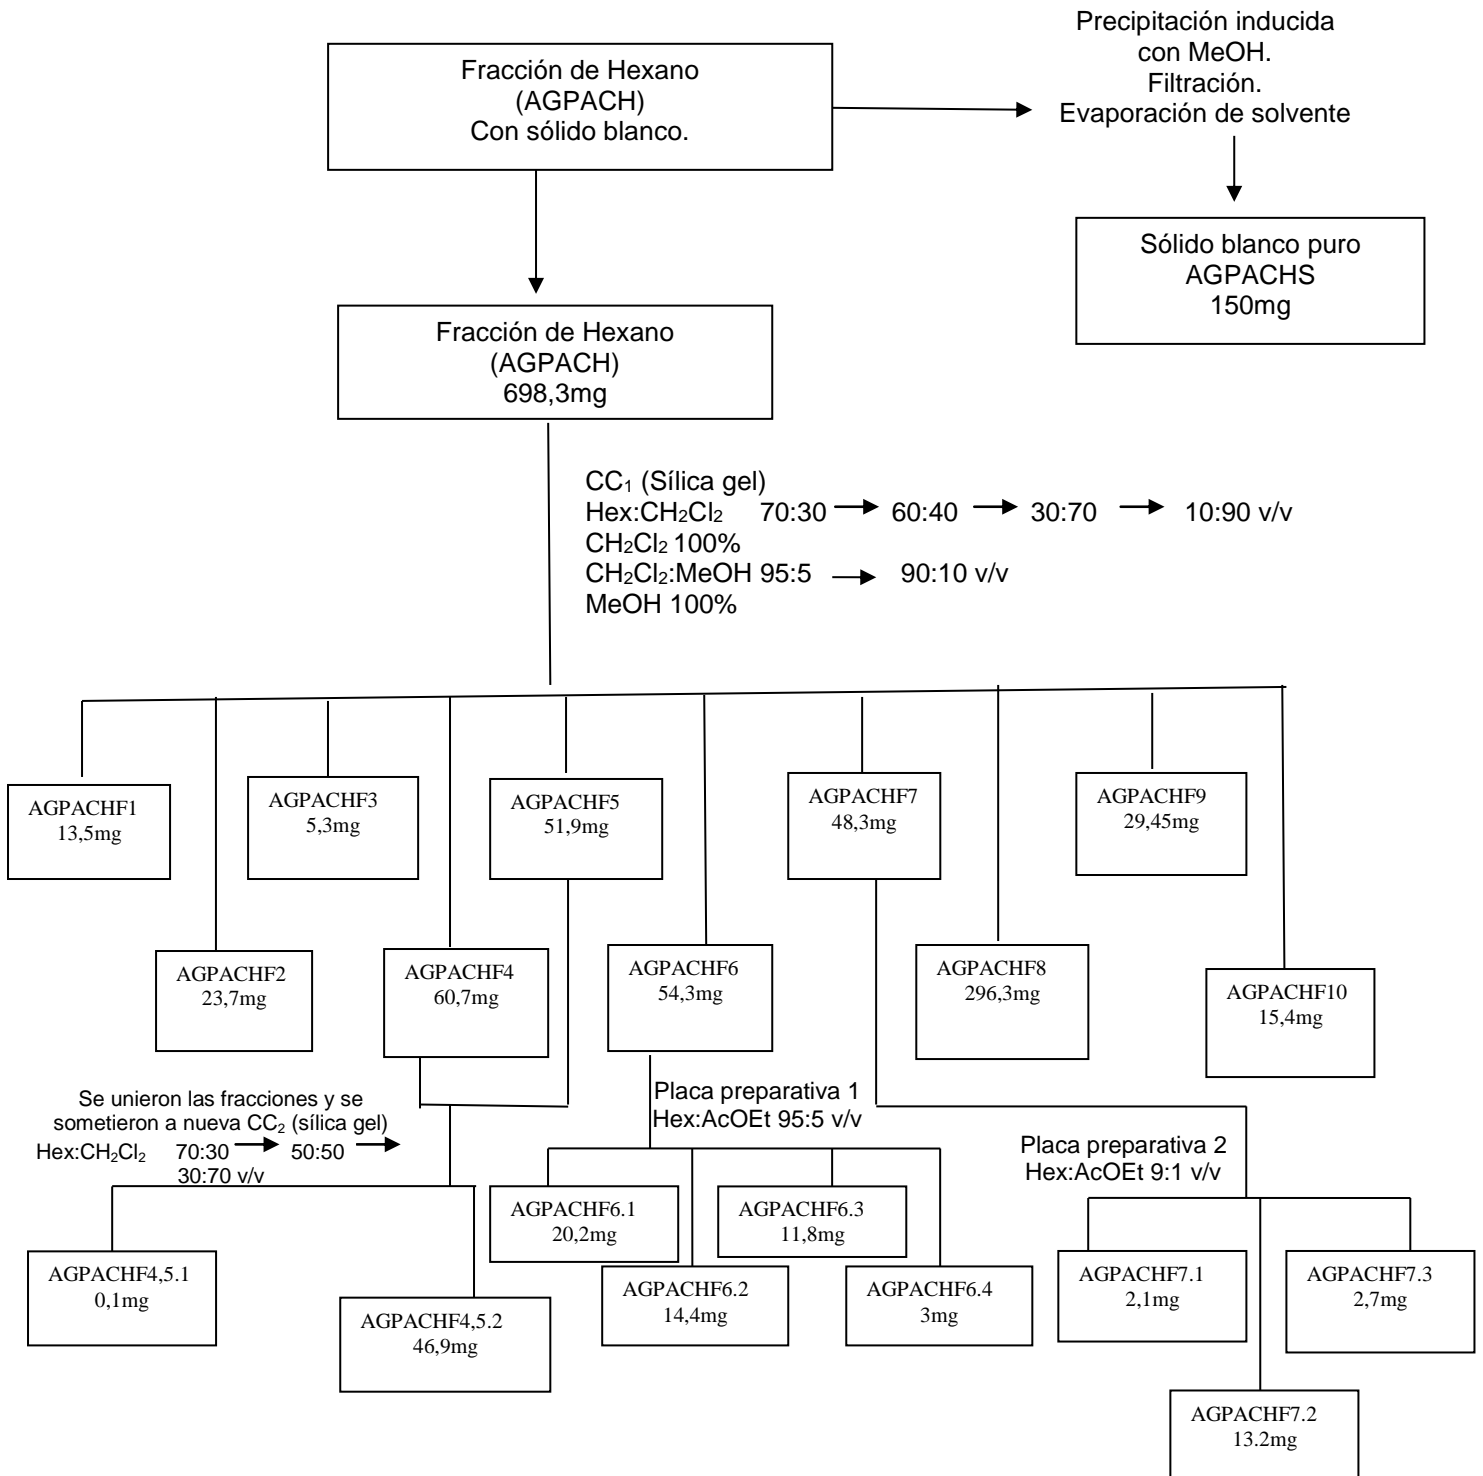 Precipitación inducida
con MeOH.
Filtración.
Evaporación de solvente
Fracción de Hexano
(AGPACH)
Con sólido blanco.
Sólido blanco puro
AGPACHS
150mg
Fracción de Hexano
(AGPACH)
698,3mg
CC₁ (Sílica gel)
Hex:CH₂Cl₂ 70:30 → 60:40 → 30:70 → 10:90 v/v
CH₂Cl₂ 100%
CH₂Cl₂:MeOH 95:5 → 90:10 v/v
MeOH 100%
AGPACHF1
13,5mg
AGPACHF3
5,3mg
AGPACHF5
51,9mg
AGPACHF7
48,3mg
AGPACHF9
29,45mg
AGPACHF2
23,7mg
AGPACHF4
60,7mg
AGPACHF6
54,3mg
AGPACHF8
296,3mg
AGPACHF10
15,4mg
Se unieron las fracciones y se
sometieron a nueva CC₂ (sílica gel)
Hex:CH₂Cl₂ 70:30 → 50:50 →
30:70 v/v
Placa preparativa 1
Hex:AcOEt 95:5 v/v
Placa preparativa 2
Hex:AcOEt 9:1 v/v
AGPACHF4,5.1
0,1mg
AGPACHF4,5.2
46,9mg
AGPACHF6.1
20,2mg
AGPACHF6.2
14,4mg
AGPACHF6.3
11,8mg
AGPACHF6.4
3mg
AGPACHF7.1
2,1mg
AGPACHF7.3
2,7mg
AGPACHF7.2
13.2mg